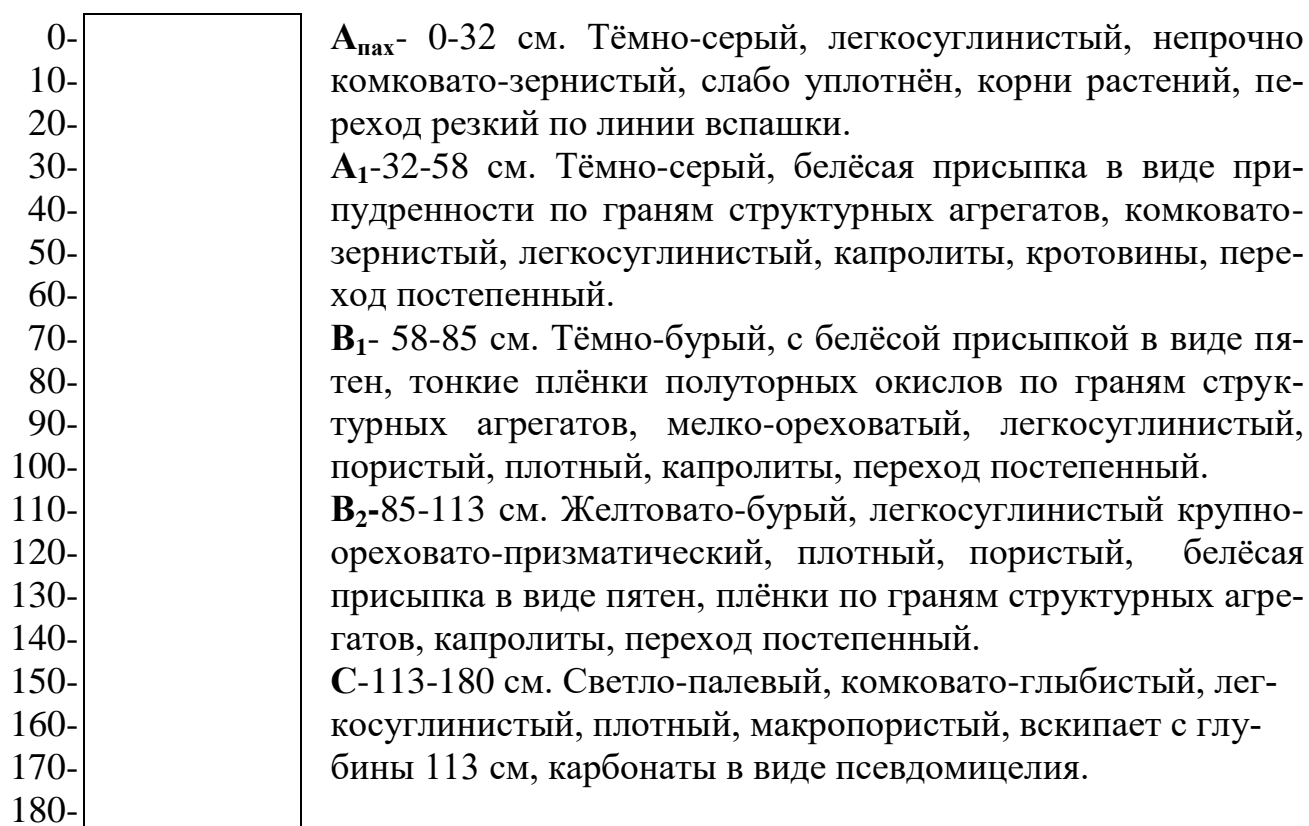 0- Aпах- 0-32 см. Тёмно-серый, легкосуглинистый, непрочно
10- комковато-зернистый, слабо уплотнён, корни растений, пе-
20- реход резкий по линии вспашки.
30- A1-32-58 см. Тёмно-серый, белёсая присыпка в виде при-
40- пудренности по граням структурных агрегатов, комковато-
50- зернистый, легкосуглинистый, капролиты, кротовины, пере-
60- ход постепенный.
70- B1- 58-85 см. Тёмно-бурый, с белёсой присыпкой в виде пя-
80- тен, тонкие плёнки полуторных окислов по граням струк-
90- турных агрегатов, мелко-ореховатый, легкосуглинистый,
100- пористый, плотный, капролиты, переход постепенный.
110- B2-85-113 см. Желтовато-бурый, легкосуглинистый крупно-
120- ореховато-призматический, плотный, пористый, белёсая
130- присыпка в виде пятен, плёнки по граням структурных агре-
140- гатов, капролиты, переход постепенный.
150- С-113-180 см. Светло-палевый, комковато-глыбистый, лег-
160- косуглинистый, плотный, макропористый, вскипает с глу-
170- бины 113 см, карбонаты в виде псевдомицелия.
180-